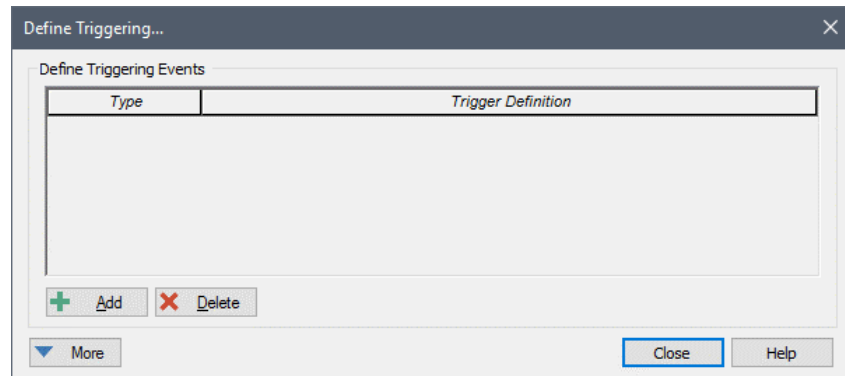 Define Triggering...
Define Triggering Events
Type Trigger Definition
Add Delete
More Close Help